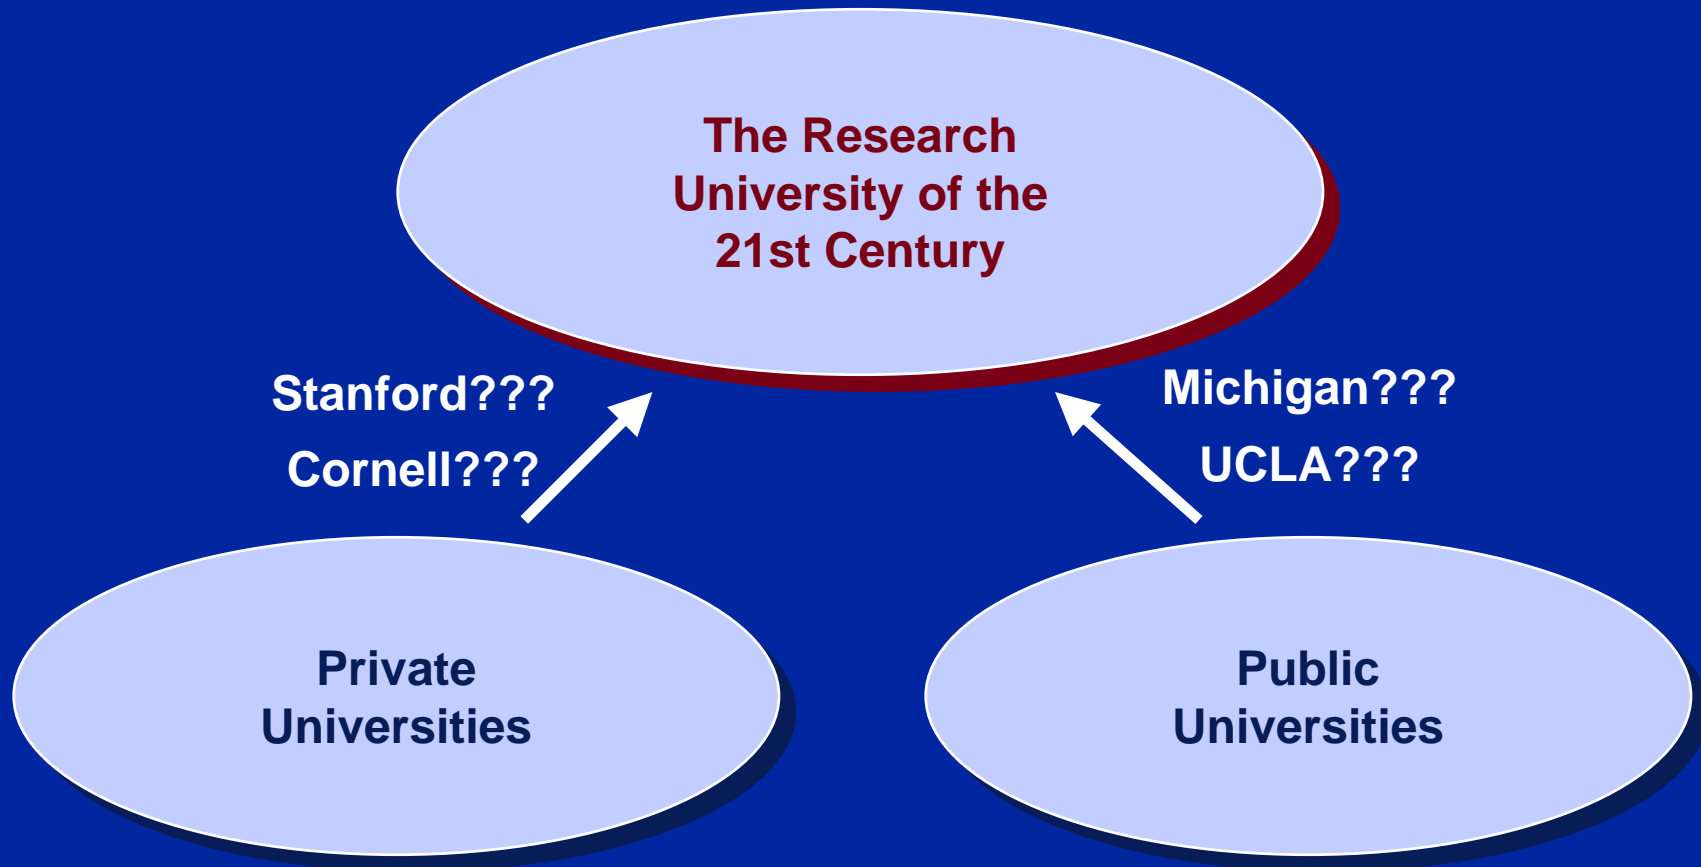 The Research
University of the
21st Century
Stanford???
Cornell???
Michigan???
UCLA???
Private
Universities
Public
Universities